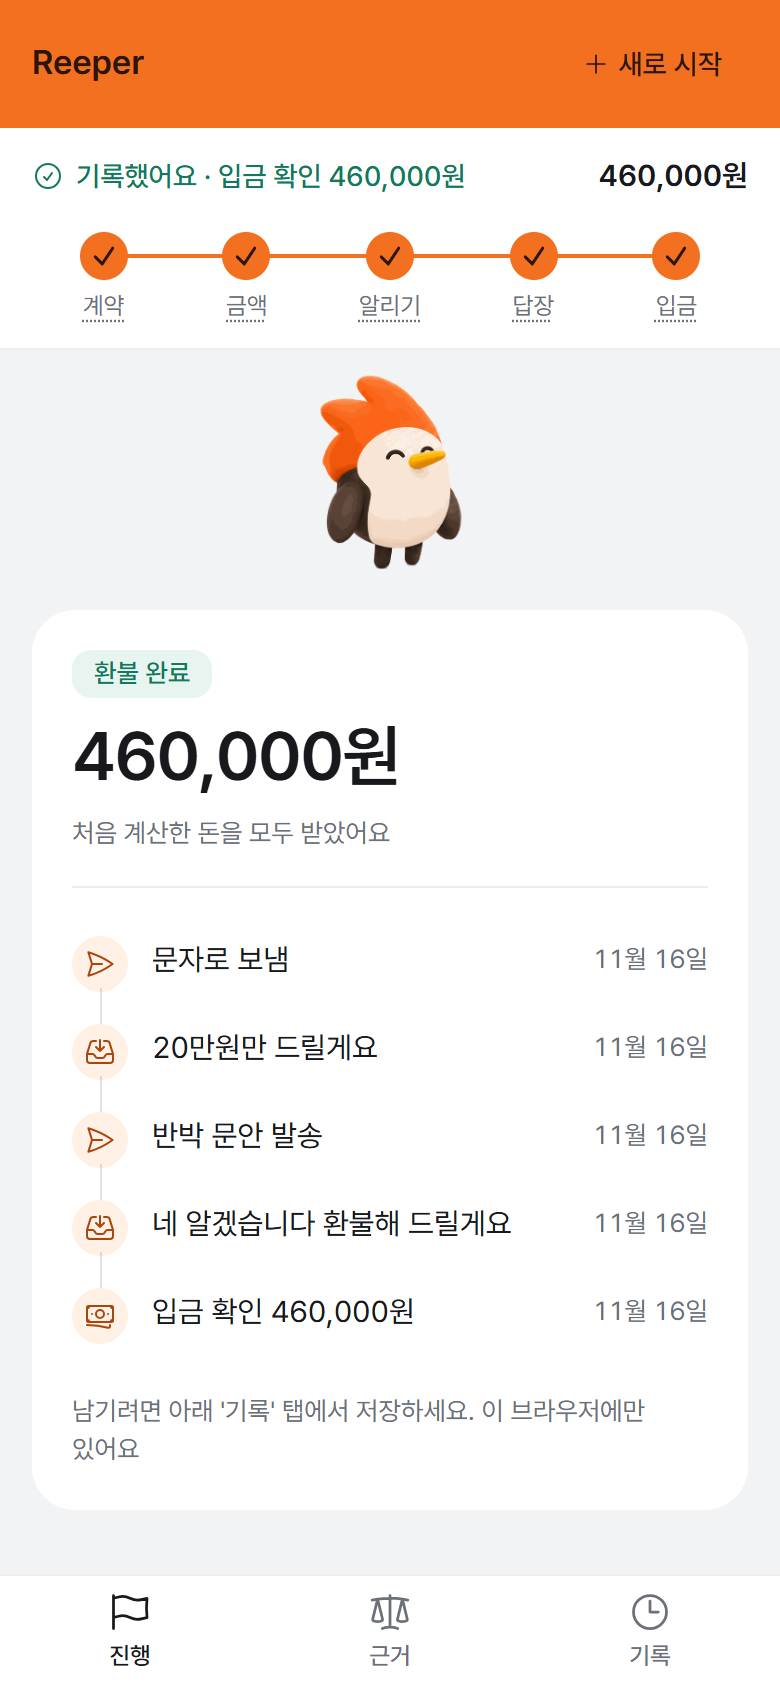 Reeper
새로 시작
기록했어요 · 입금 확인 460,000원
460,000원
계약
금액
알리기
답장
입금
환불 완료
460,000원
처음 계산한 돈을 모두 받았어요
문자로 보냄 11월 16일
20만원만 드릴게요 11월 16일
반박 문안 발송 11월 16일
네 알겠습니다 환불해 드릴게요 11월 16일
입금 확인 460,000원 11월 16일
남기려면 아래 '기록' 탭에서 저장하세요. 이 브라우저에만
있어요
진행
근거
기록